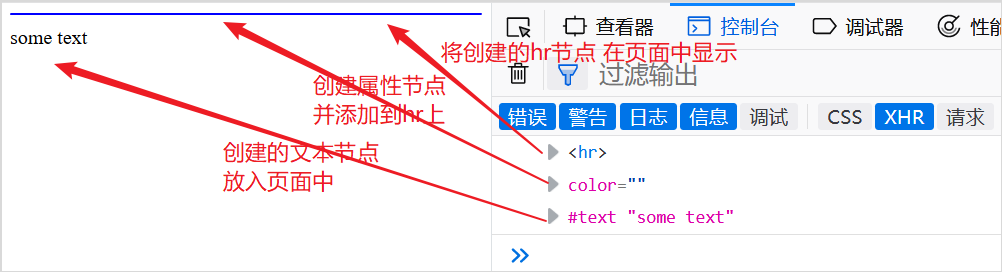 some text
创建属性节点
并添加到hr上
创建的文本节点
放入页面中
查看器 控制台 调试器 性能
将创建的hr节点 在页面中显示
过滤输出
错误 警告 日志 信息 调试 CSS XHR 请求
<hr>
color=""
#text "some text"